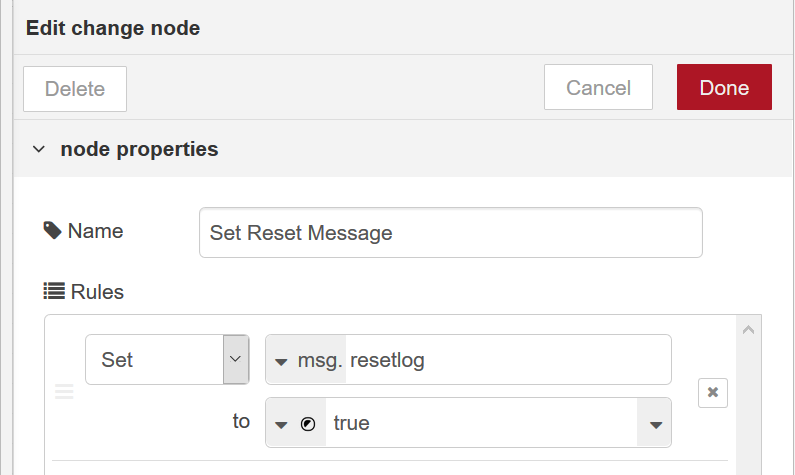 Edit change node
Delete Cancel Done
node properties
Name Set Reset Message
Rules
Set msg. resetlog
to true